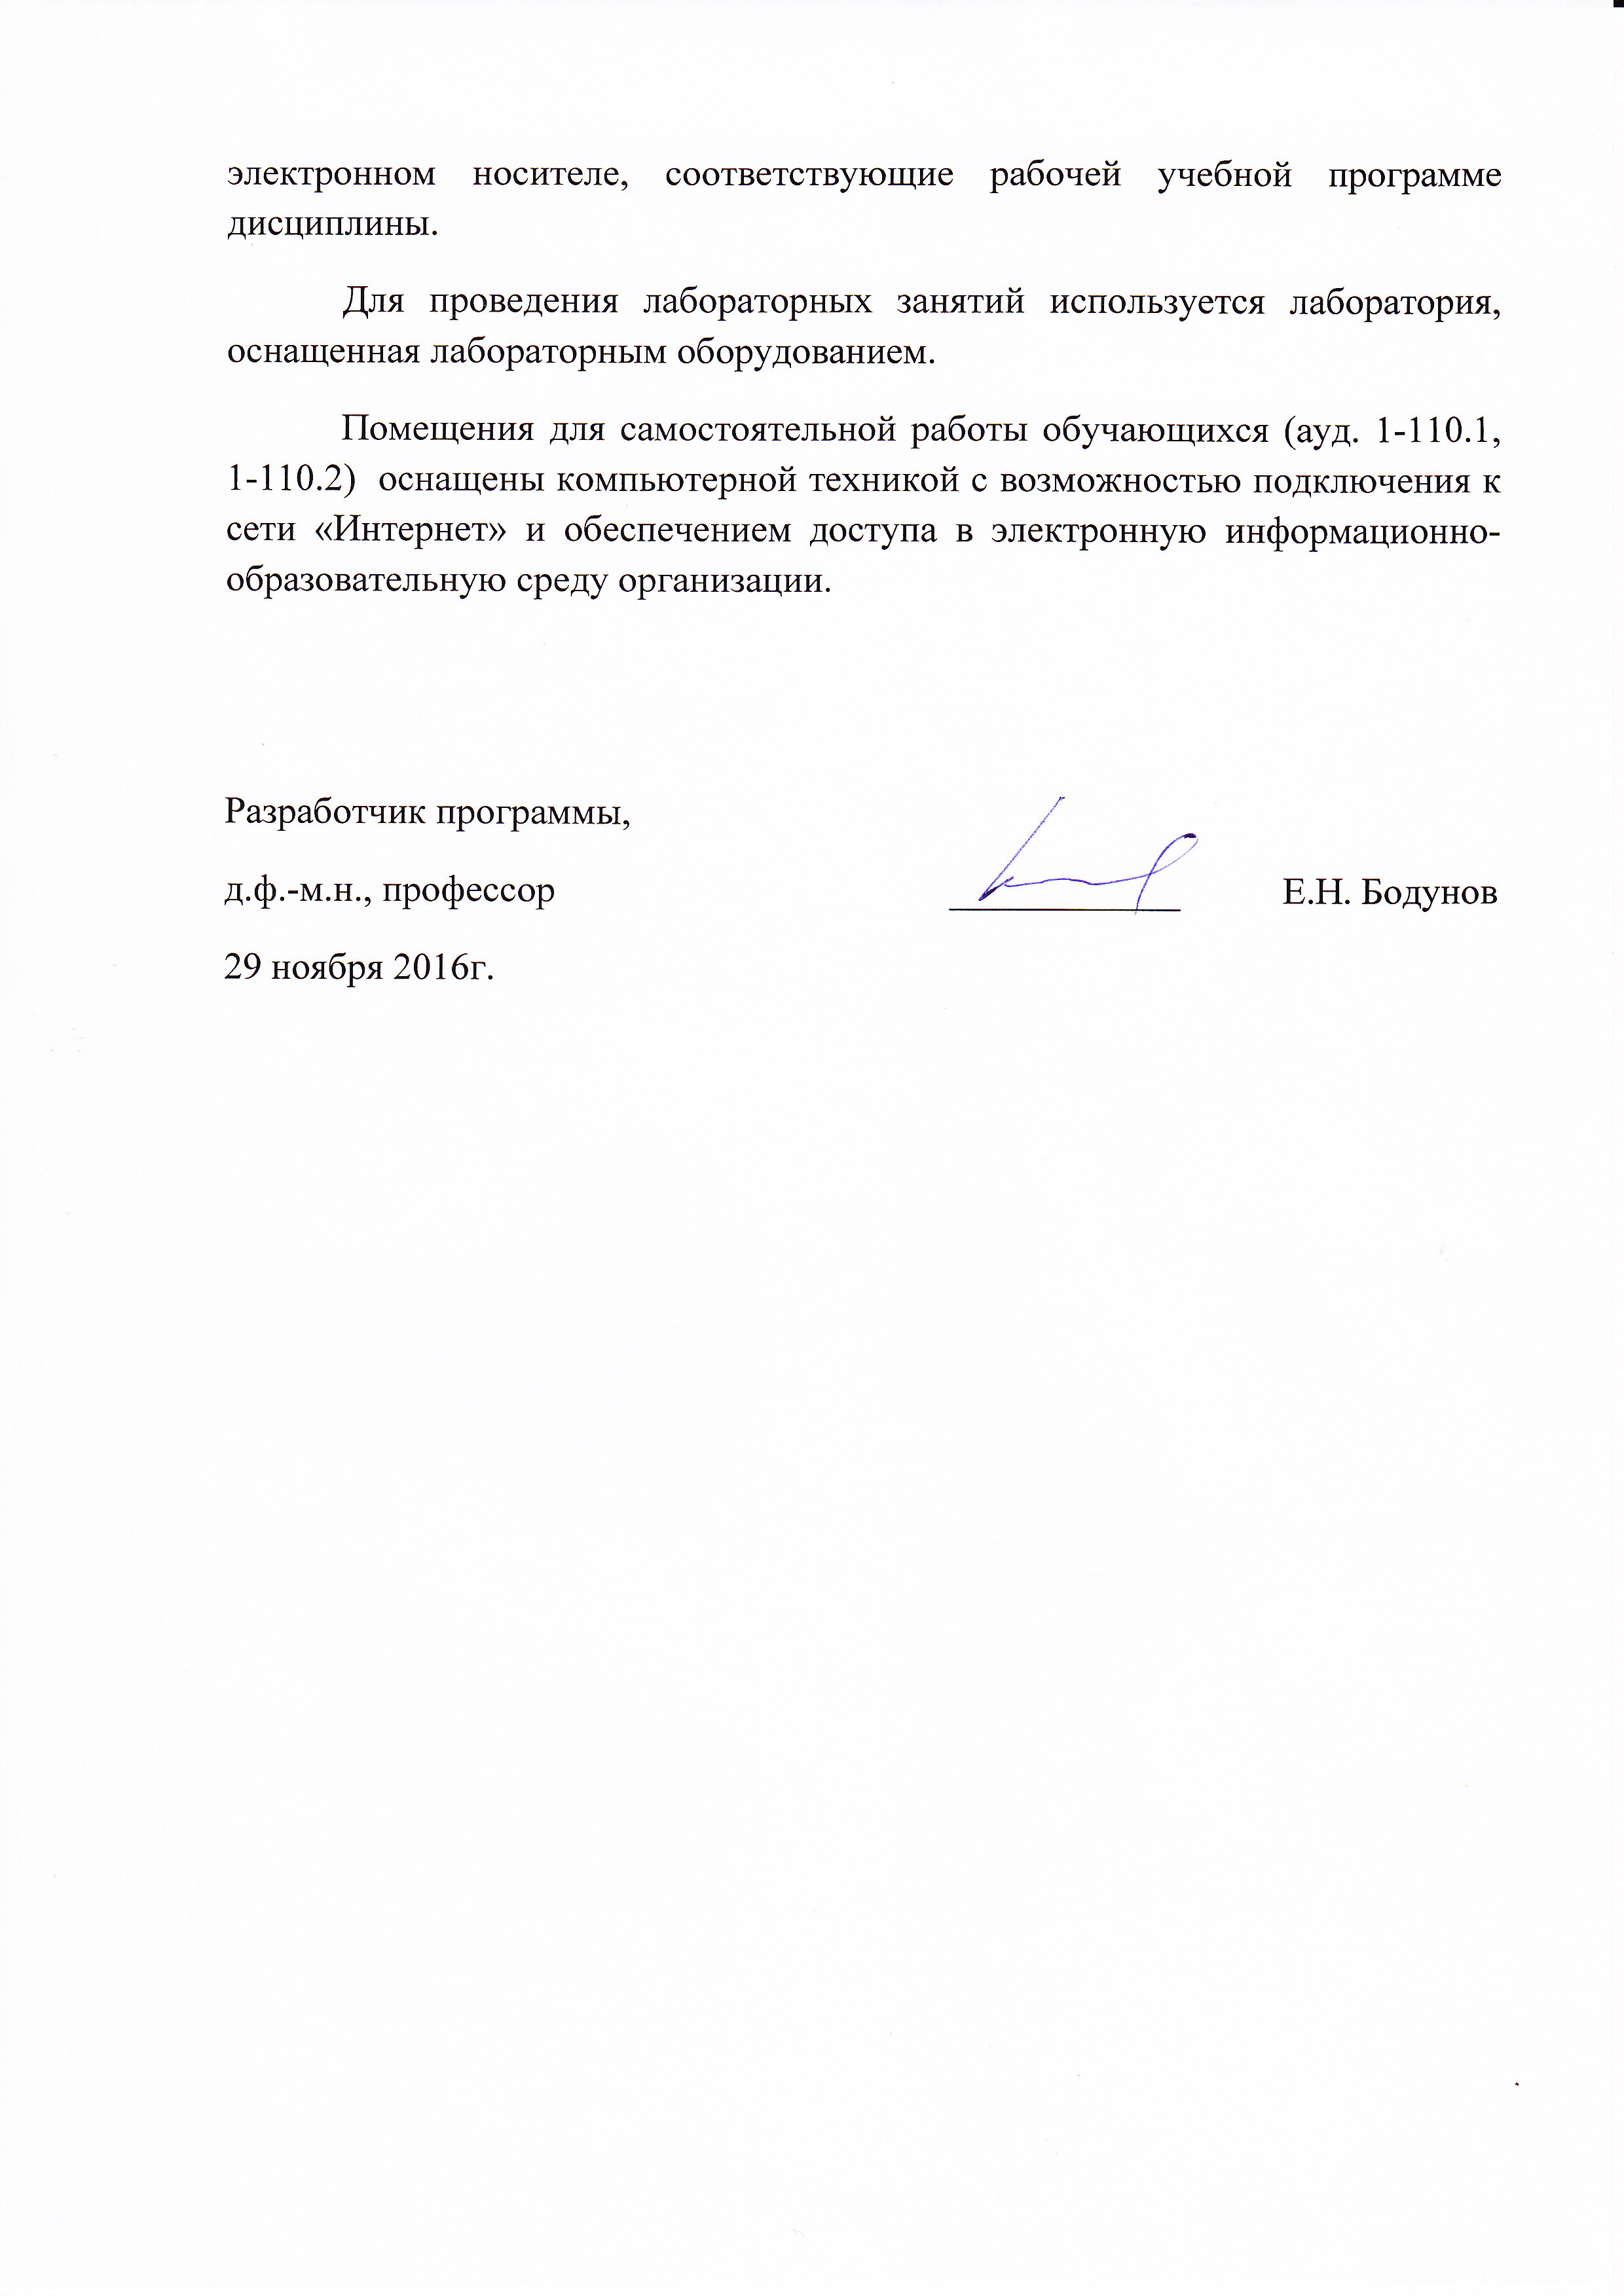 электронном носителе, соответствующие рабочей учебной программе
дисциплины.
Для проведения лабораторных занятий используется лаборатория,
оснащенная лабораторным оборудованием.
Помещения для самостоятельной работы обучающихся (ауд. 1-110.1,
1-110.2) оснащены компьютерной техникой с возможностью подключения к
сети «Интернет» и обеспечением доступа в электронную информационно-
образовательную среду организации.
Разработчик программы,
д.ф.-м.н., профессор Е.Н. Бодунов
29 ноября 2016г.